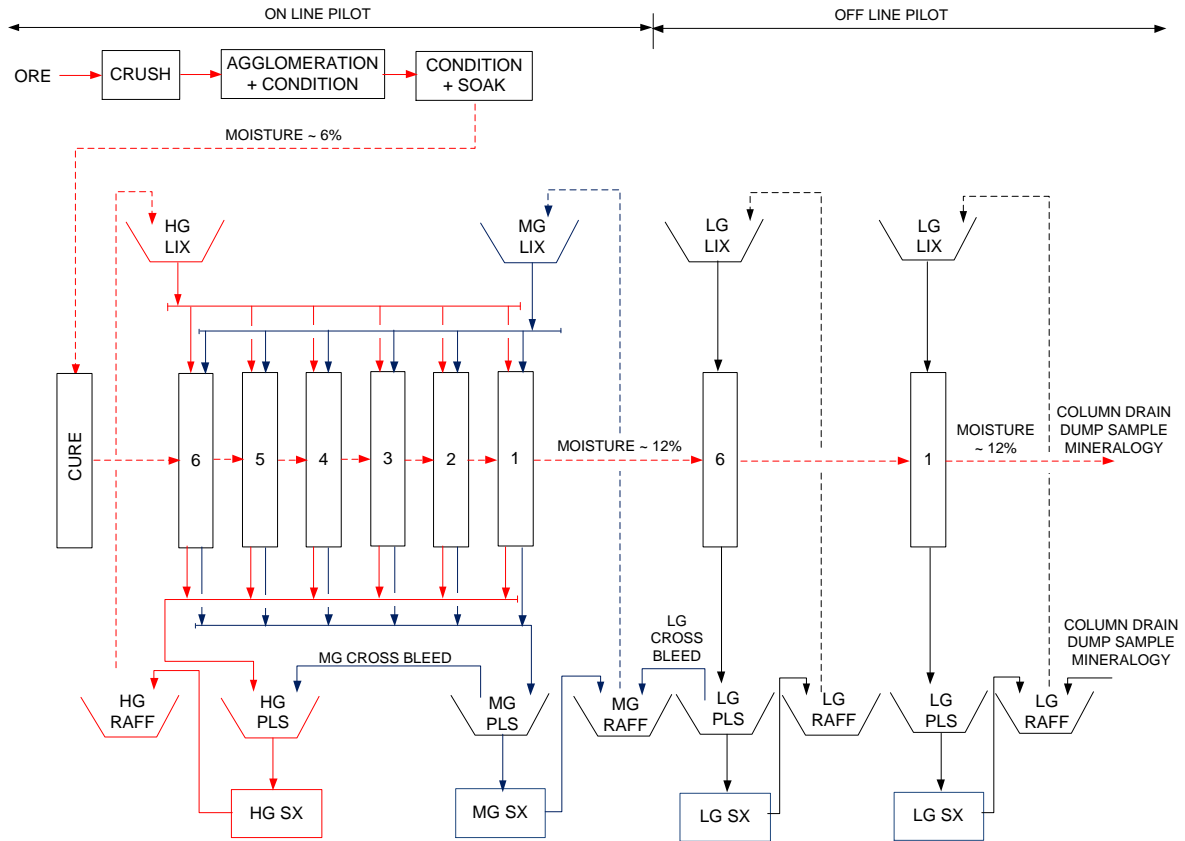 ON LINE PILOT
OFF LINE PILOT
ORE
CRUSH
AGGLOMERATION
+ CONDITION
CONDITION
+ SOAK
MOISTURE ~ 6%
HG
LIX
MG
LIX
LG
LIX
LG
LIX
CURE
6
5
4
3
2
1
MOISTURE ~ 12%
6
1
MOISTURE
~ 12%
COLUMN DRAIN
DUMP SAMPLE
MINERALOGY
MG CROSS BLEED
LG
CROSS
BLEED
COLUMN DRAIN
DUMP SAMPLE
MINERALOGY
HG
RAFF
HG
PLS
MG
PLS
MG
RAFF
LG
PLS
LG
RAFF
LG
PLS
LG
RAFF
HG SX
MG SX
LG SX
LG SX